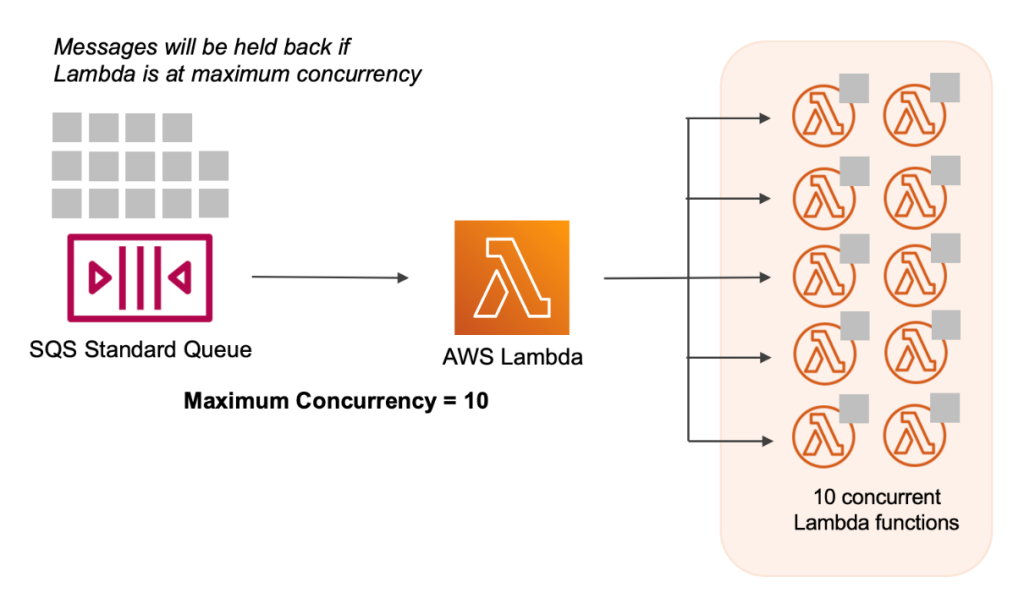 Messages will be held back if
Lambda is at maximum concurrency
SQS Standard Queue
AWS Lambda
Maximum Concurrency = 10
10 concurrent
Lambda functions